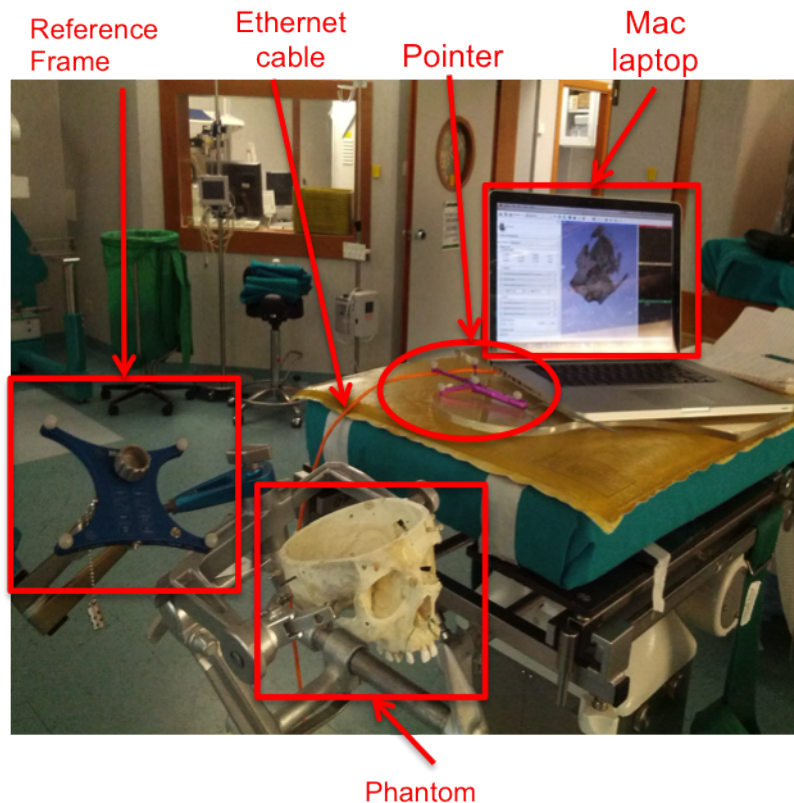 Reference
Frame
Ethernet
cable
Pointer
Mac
laptop
Phantom